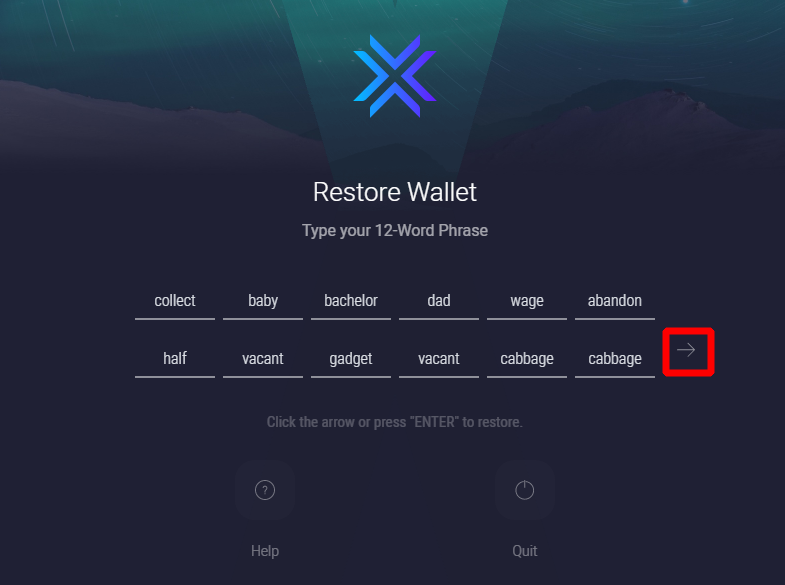 Restore Wallet
Type your 12-Word Phrase
collect baby bachelor dad wage abandon
half vacant gadget vacant cabbage cabbage
Click the arrow or press "ENTER" to restore.
?
Help Quit